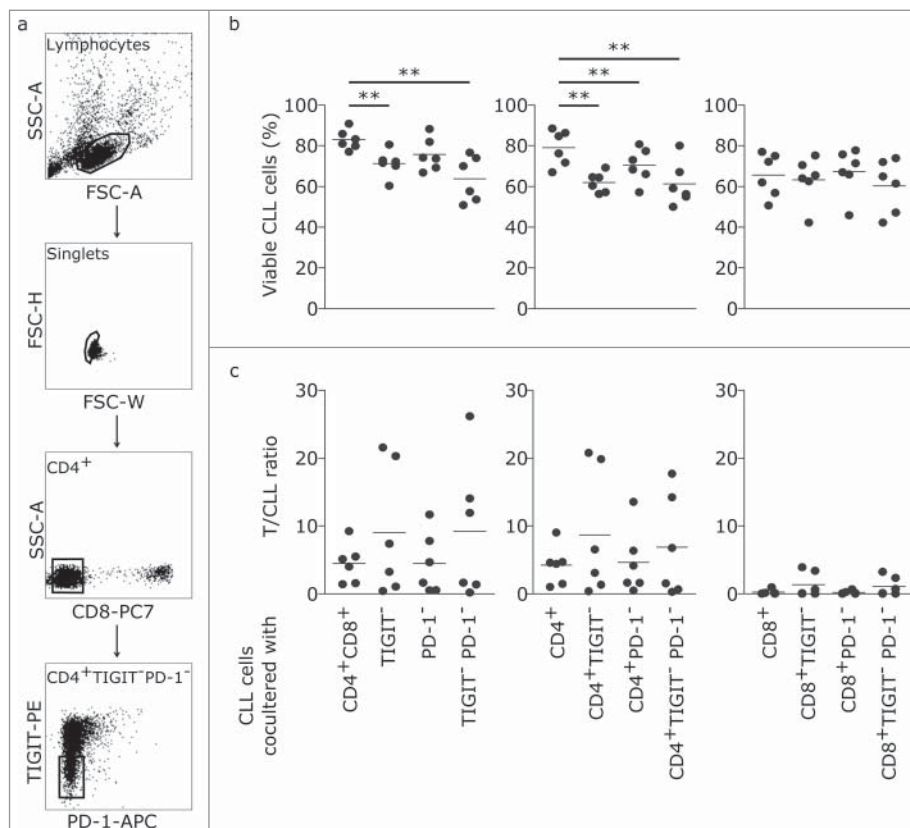 a
Lymphocytes
SSC-A
FSC-A
Singlets
FSC-H
FSC-W
CD4⁺
SSC-A
CD8-PC7
CD4⁺TIGIT⁻PD-1⁻
TIGIT-PE
PD-1-APC
b
Viable CLL cells (%)
100
80
60
40
20
0
**
**
100
80
60
40
20
0
**
**
**
100
80
60
40
20
0
c
T/CLL ratio
30
20
10
0
30
20
10
0
30
20
10
0
CLL cells
cocultered with
CD4⁺CD8⁺
TIGIT⁻
PD-1⁻
TIGIT⁻ PD-1⁻
CD4⁺
CD4⁺TIGIT⁻
CD4⁺PD-1⁻
CD4⁺TIGIT⁻ PD-1⁻
CD8⁺
CD8⁺TIGIT⁻
CD8⁺PD-1⁻
CD8⁺TIGIT⁻ PD-1⁻